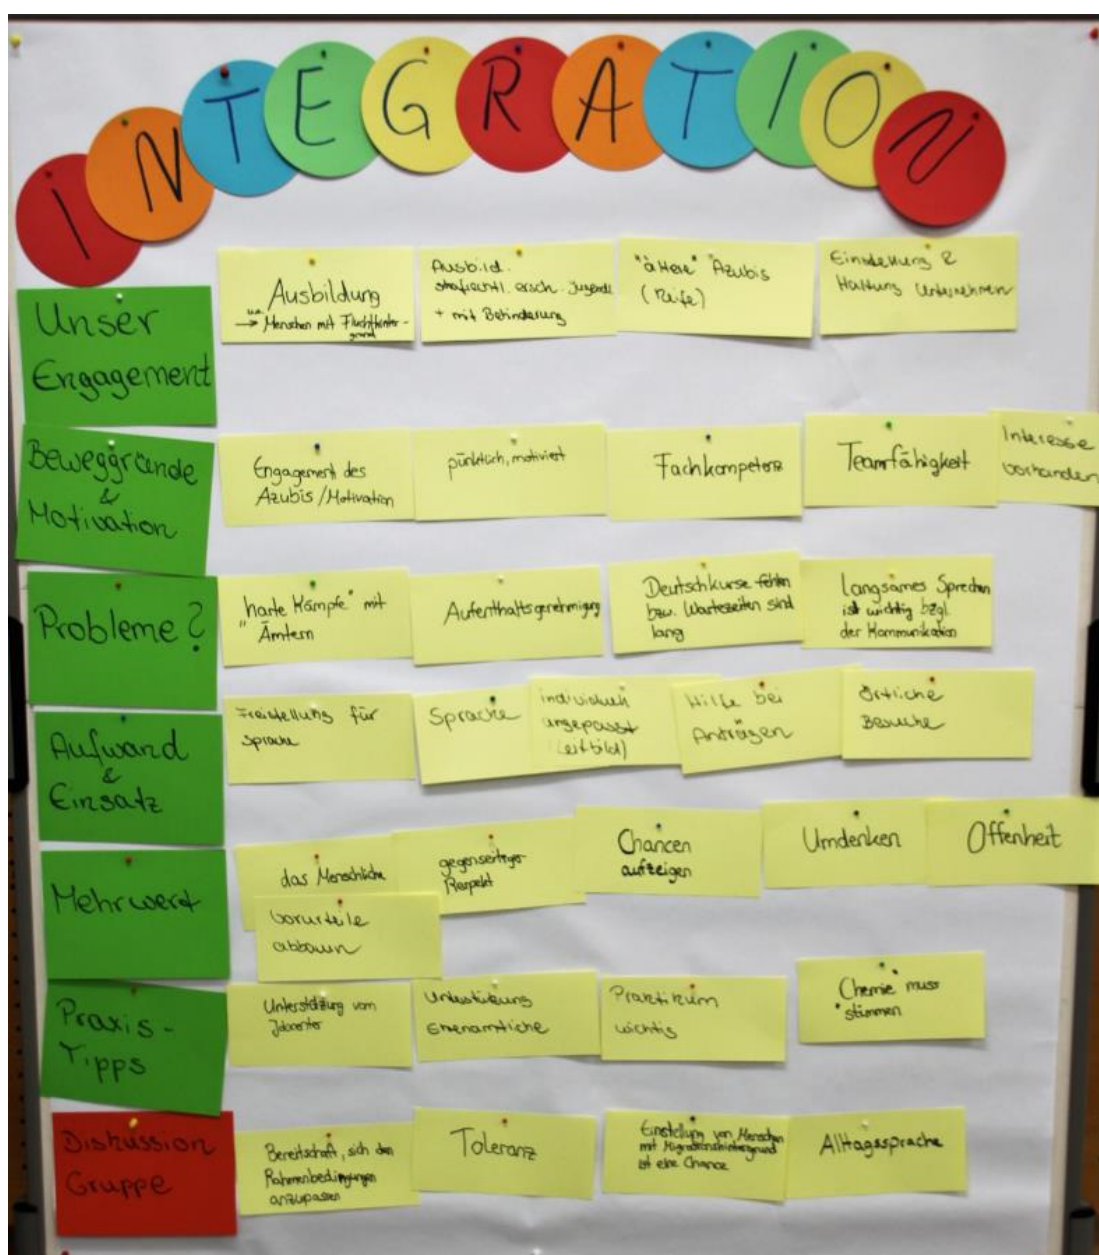 INTEGRATION
Unser
Engagement
Ausbildung
u.a.
→ Menschen mit Fluchthinter-
grund
Ausbild.
strafrechtl. ersch. Jugendl.
+ mit Behinderung
"ältere" Azubis
(Reife)
Einstellung &
Haltung Unternehmen
Beweggründe
&
Motivation
Engagement des
Azubis/Motivation
pünktlich, motiviert
Fachkompetenz
Teamfähigkeit
Interesse
vorhanden
Probleme?
"harte Kämpfe" mit
Ämtern
Aufenthaltsgenehmigung
Deutschkurse fehlen
bzw. Wartezeiten sind
lang
langsames Sprechen
ist wichtig bzgl.
der Kommunikation
Aufwand
&
Einsatz
Freistellung für
Sprache
Sprache
individuell
angepasst
(Leitbild)
Hilfe bei
Anträgen
Örtliche
Besuche
Mehrwert
das Menschliche
gegenseitiger
Respekt
Chancen
aufzeigen
Umdenken
Offenheit
Vorurteile
abbauen
Praxis-
Tipps
Unterstützung vom
Jobcenter
Unterstützung
Ehrenamtliche
Praktikum
wichtig
"Chemie" muss
stimmen
Diskussion
Gruppe
Bereitschaft, sich den
Rahmenbedingungen
anzupassen
Toleranz
Einstellung von Menschen
mit Migrationshintergrund
ist eine Chance
Alltagssprache